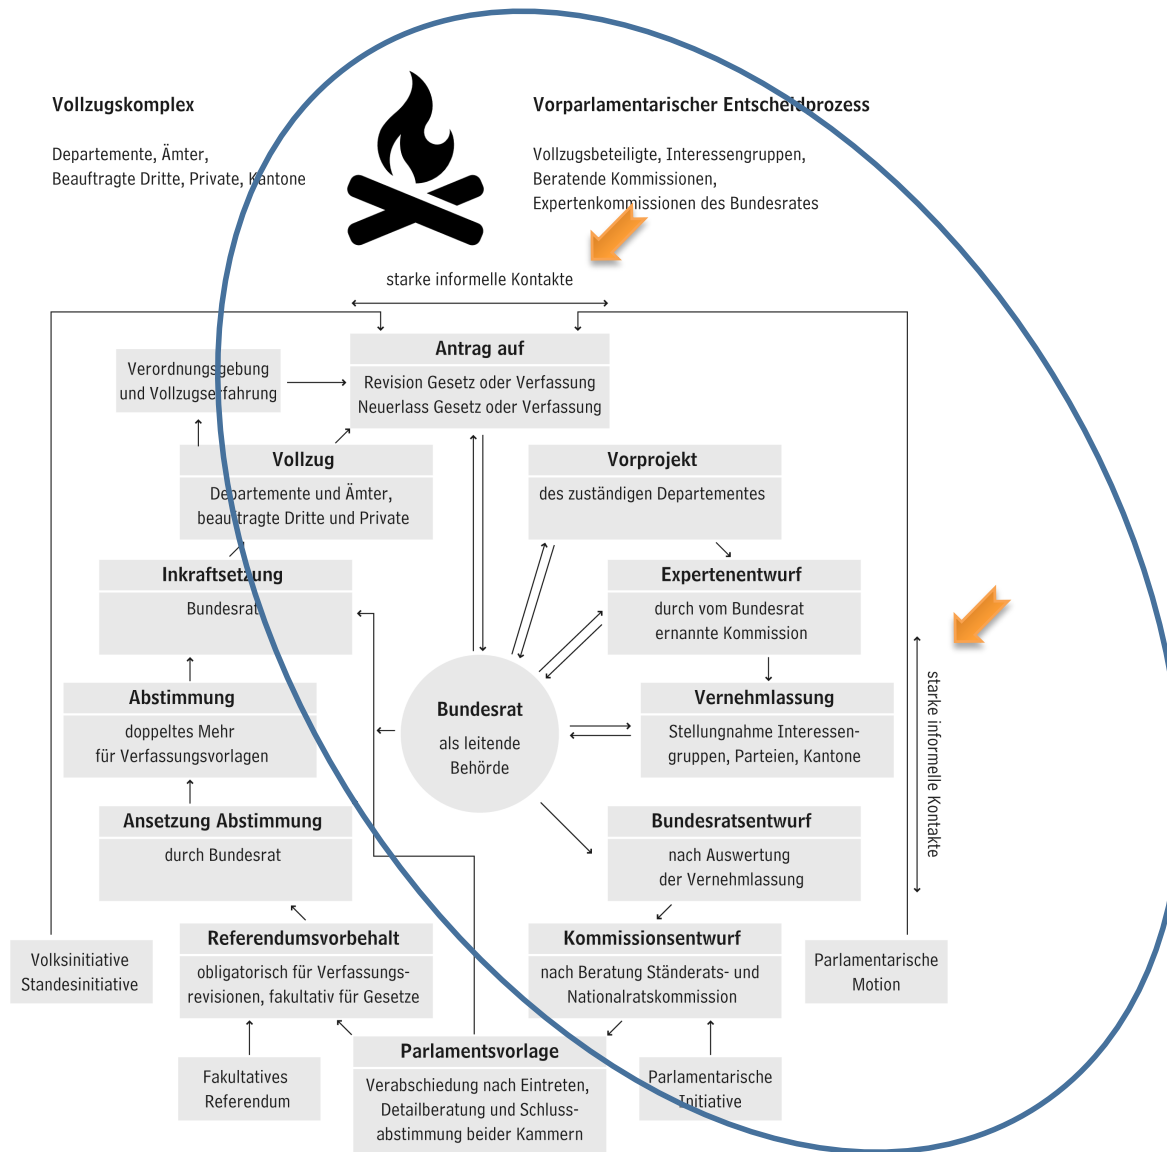 Vollzugskomplex
Departemente, Ämter,
Beauftragte Dritte, Private, Kantone
Vorparlamentarischer Entscheidprozess
Vollzugsbeteiligte, Interessengruppen,
Beratende Kommissionen,
Expertenkommissionen des Bundesrates
starke informelle Kontakte
Antrag auf
Revision Gesetz oder Verfassung
Neuerlass Gesetz oder Verfassung
Verordnungsgebung
und Vollzugserfahrung
Vollzug
Departemente und Ämter,
beauftragte Dritte und Private
Vorprojekt
des zuständigen Departementes
Inkraftsetzung
Bundesrat
Expertenentwurf
durch vom Bundesrat
ernannte Kommission
Abstimmung
doppeltes Mehr
für Verfassungsvorlagen
Bundesrat
als leitende
Behörde
Vernehmlassung
Stellungnahme Interessen-
gruppen, Parteien, Kantone
starke informelle Kontakte
Ansetzung Abstimmung
durch Bundesrat
Bundesratsentwurf
nach Auswertung
der Vernehmlassung
Volksinitiative
Standesinitiative
Referendumsvorbehalt
obligatorisch für Verfassungs-
revisionen, fakultativ für Gesetze
Kommissionsentwurf
nach Beratung Ständerats- und
Nationalratskommission
Parlamentarische
Motion
Fakultatives
Referendum
Parlamentsvorlage
Verabschiedung nach Eintreten,
Detailberatung und Schluss-
abstimmung beider Kammern
Parlamentarische
Initiative